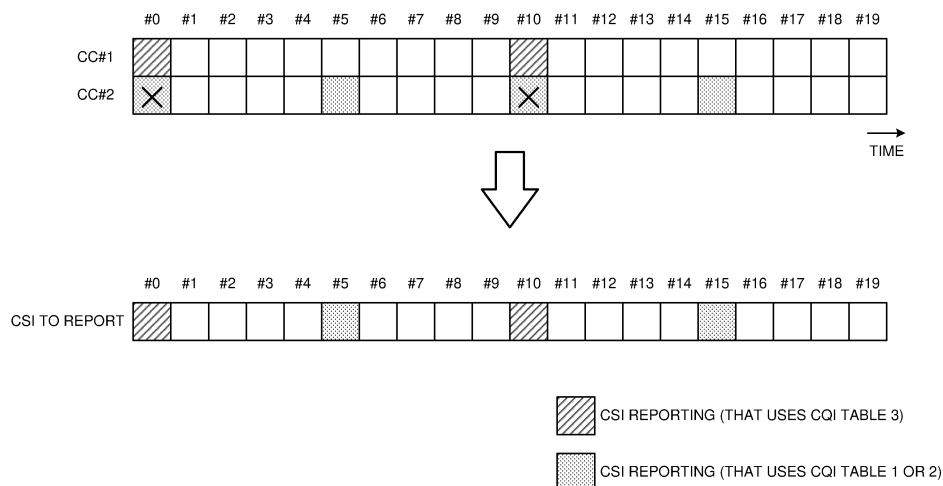 #0 #1 #2 #3 #4 #5 #6 #7 #8 #9 #10 #11 #12 #13 #14 #15 #16 #17 #18 #19
CC#1
CC#2
TIME
#0 #1 #2 #3 #4 #5 #6 #7 #8 #9 #10 #11 #12 #13 #14 #15 #16 #17 #18 #19
CSI TO REPORT
CSI REPORTING (THAT USES CQI TABLE 3)
CSI REPORTING (THAT USES CQI TABLE 1 OR 2)